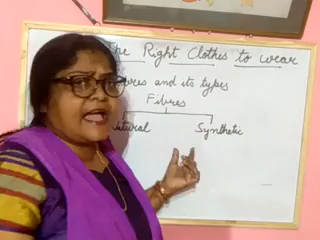 The Right Clothes to wear
and its types
Fibres
Synthetic